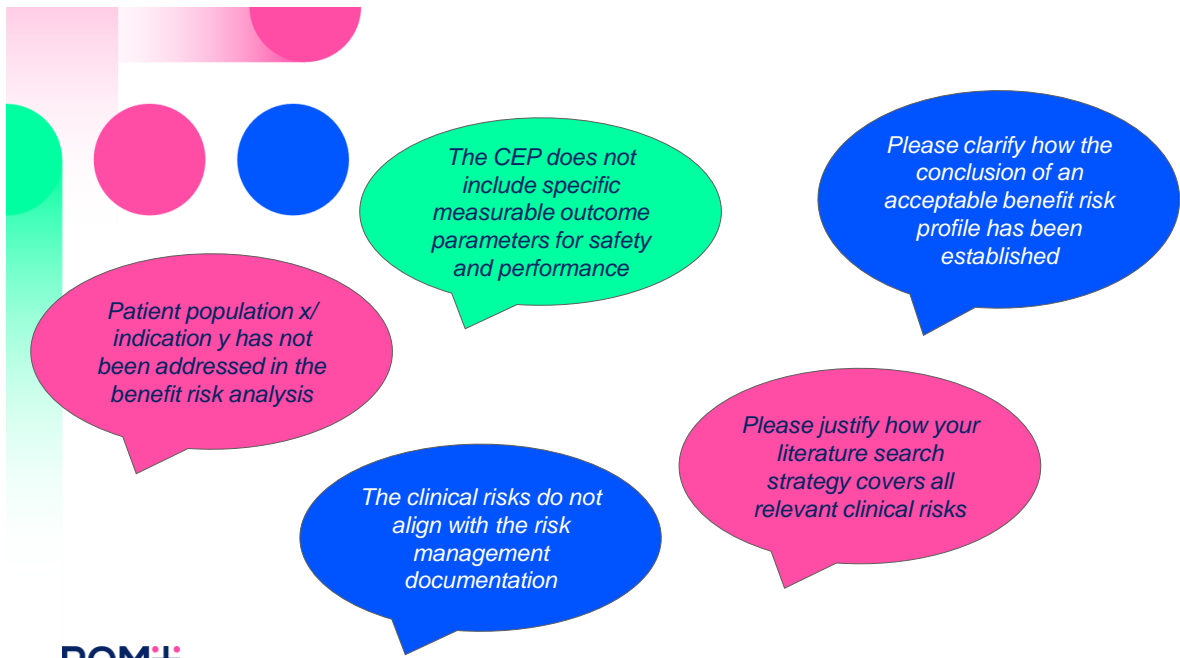 The CEP does not
include specific
measurable outcome
parameters for safety
and performance
Please clarify how the
conclusion of an
acceptable benefit risk
profile has been
established
Patient population x/
indication y has not
been addressed in the
benefit risk analysis
Please justify how your
literature search
strategy covers all
relevant clinical risks
The clinical risks do not
align with the risk
management
documentation